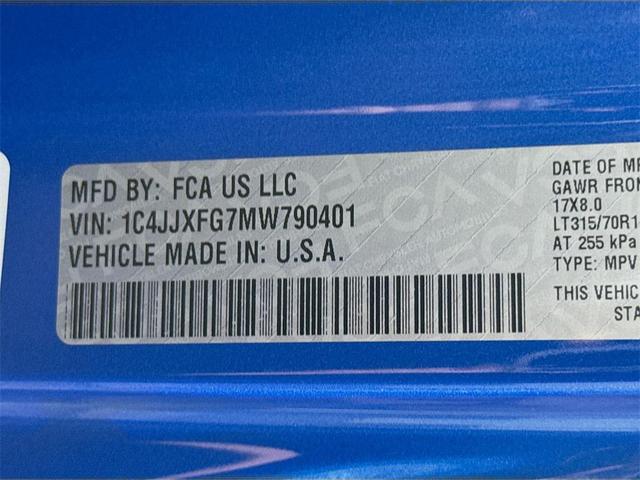 MFD BY: FCA US LLC
VIN: 1C4JJXFG7MW790401
VEHICLE MADE IN: U.S.A.
DATE OF MF
GAWR FRON
17X8.0
LT315/70R1
AT 255 kPa
TYPE: MPV
THIS VEHIC
STA